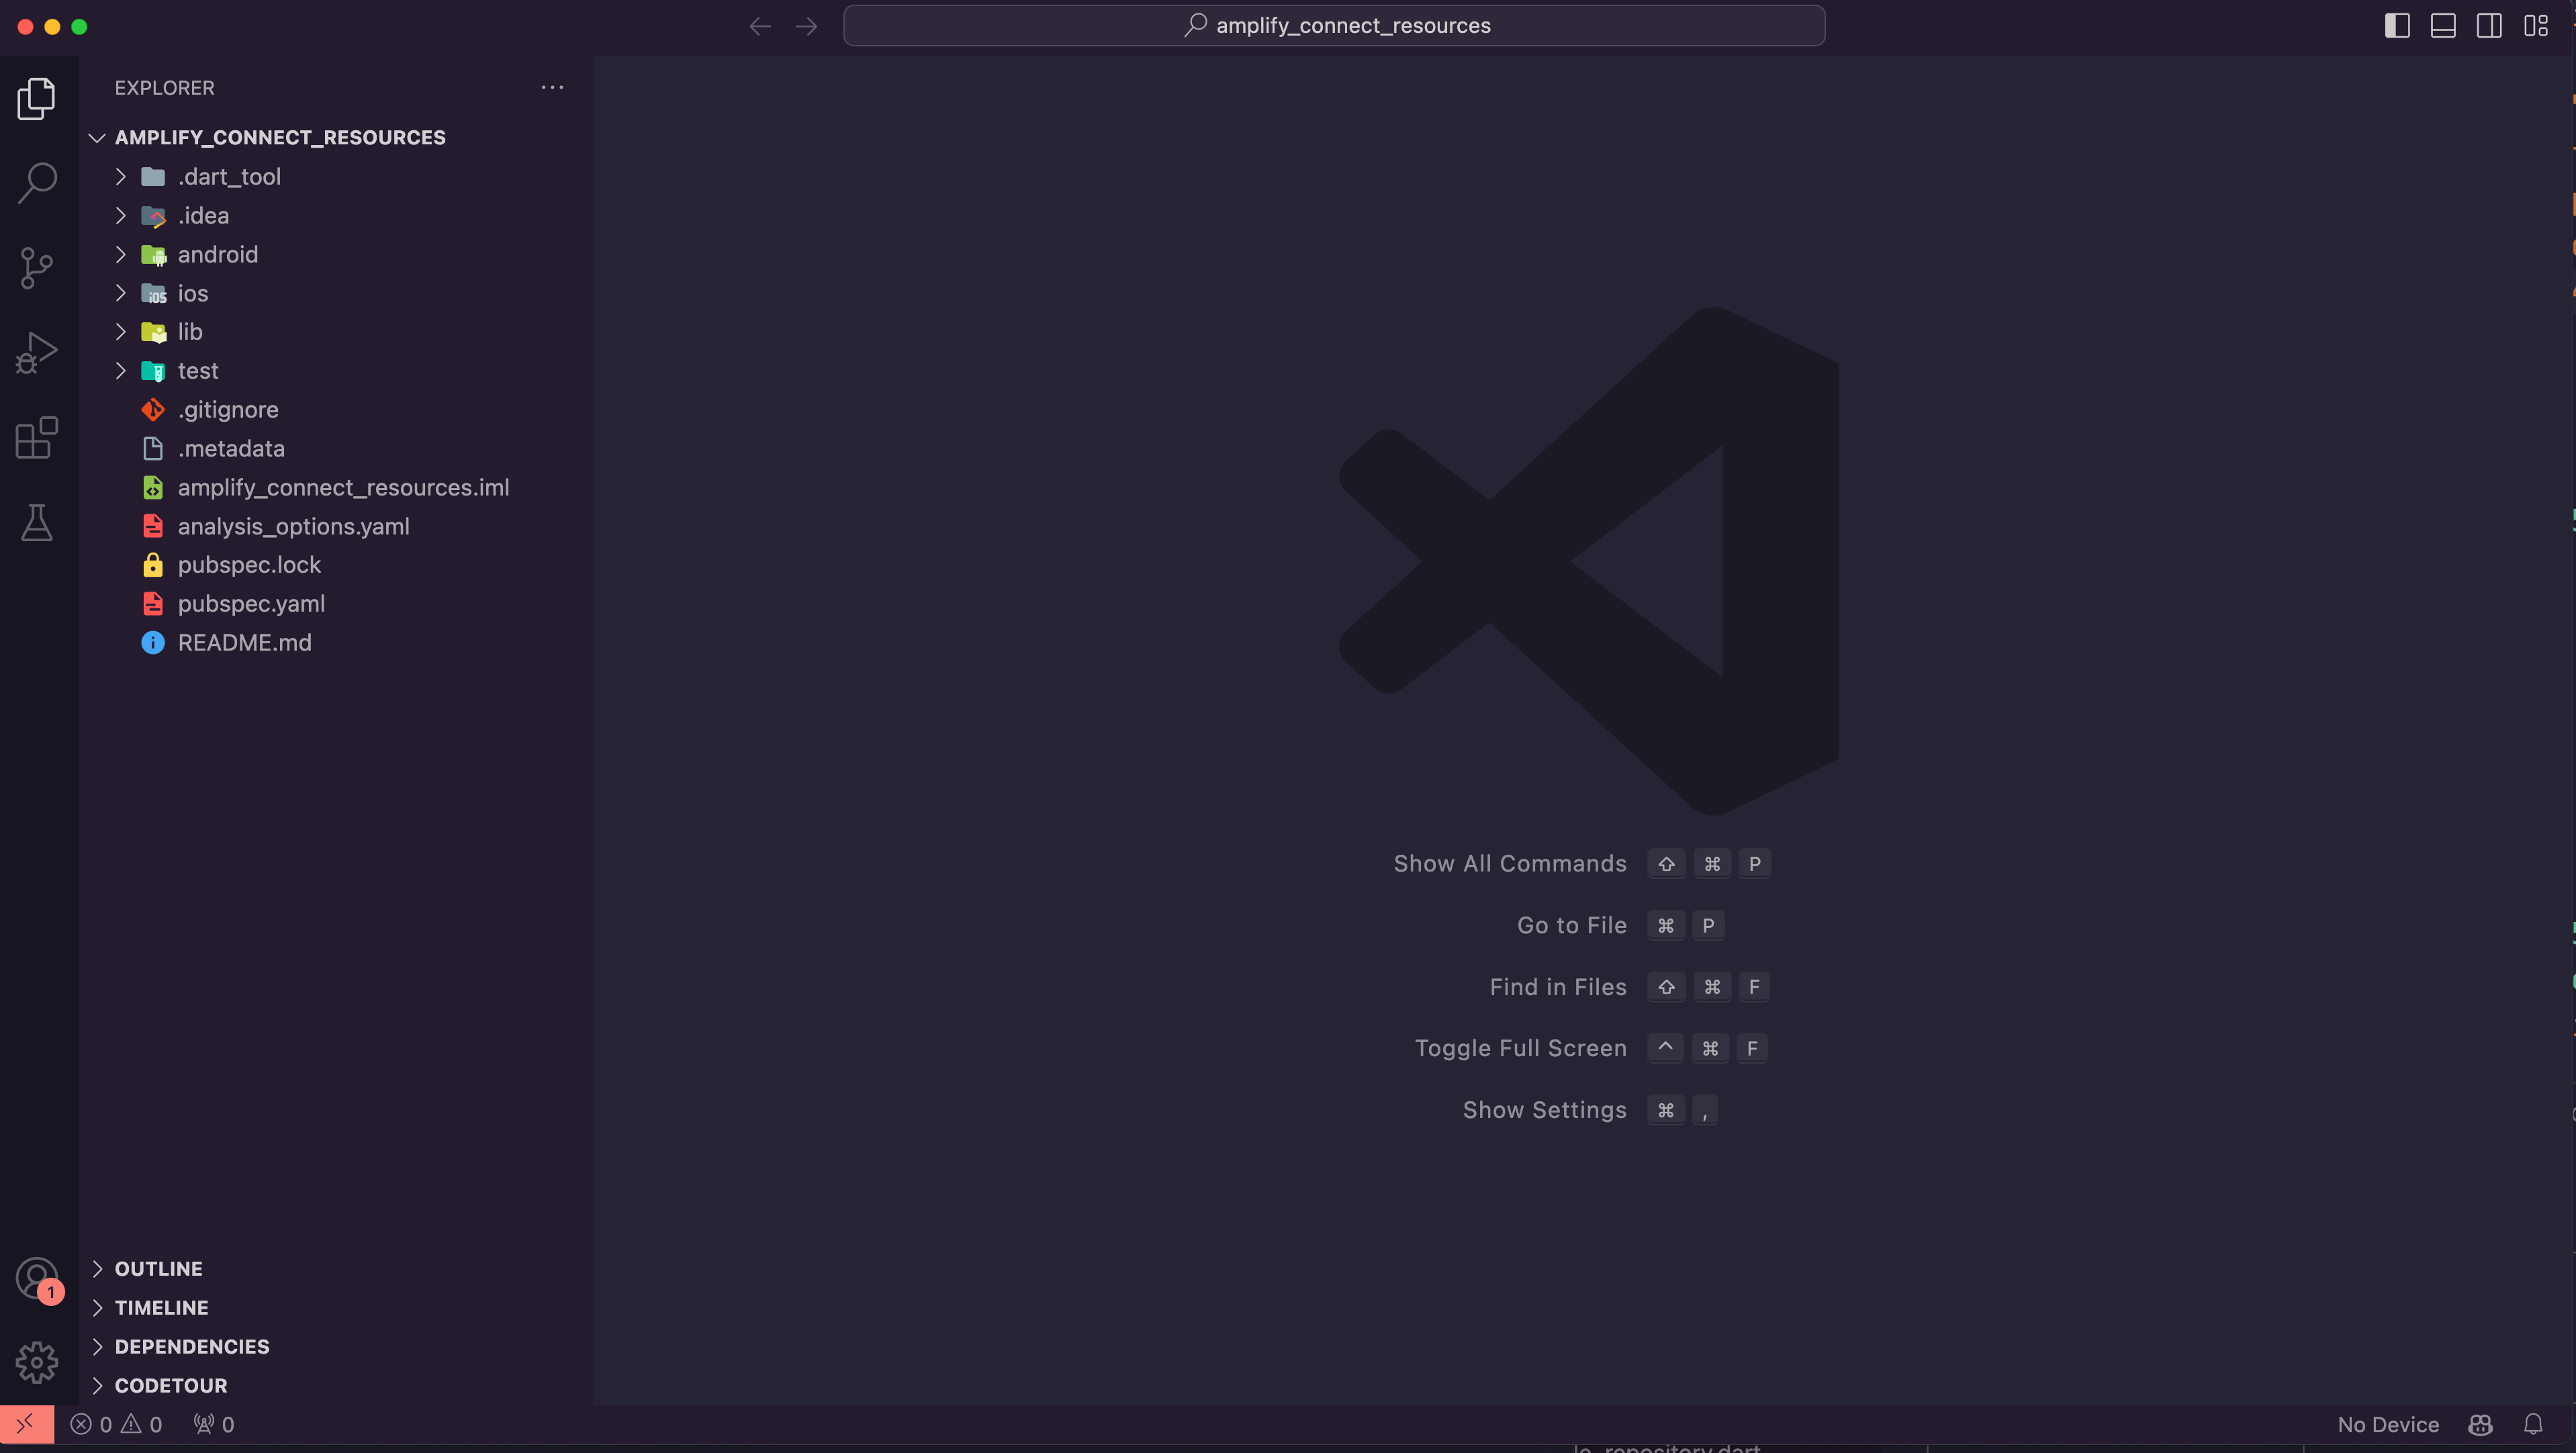 amplify_connect_resources
EXPLORER
AMPLIFY_CONNECT_RESOURCES
.dart_tool
.idea
android
iOS ios
lib
test
.gitignore
.metadata
amplify_connect_resources.iml
analysis_options.yaml
pubspec.lock
pubspec.yaml
README.md
Show All Commands ⇧ ⌘ P
Go to File ⌘ P
Find in Files ⇧ ⌘ F
Toggle Full Screen ^ ⌘ F
Show Settings ⌘ ,
OUTLINE
1
TIMELINE
DEPENDENCIES
CODETOUR
0 0 0
No Device